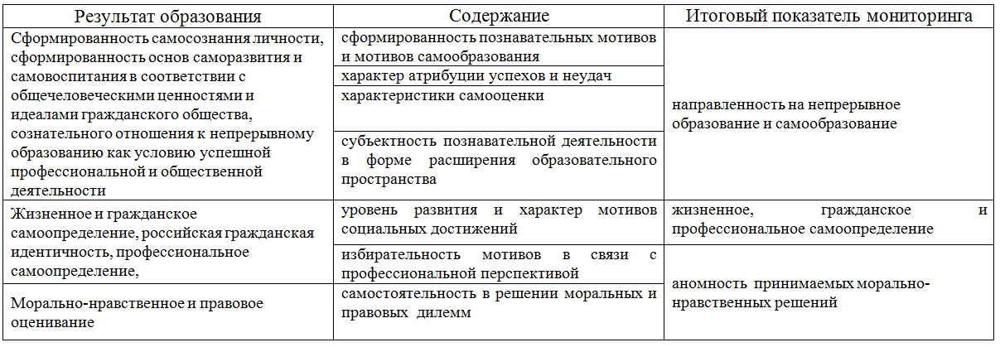 Результат образования
Содержание
Итоговый показатель мониторинга
Сформированность самосознания личности,
сформированность основ саморазвития и
самовоспитания в соответствии с
общечеловеческими ценностями и
идеалами гражданского общества,
сознательного отношения к непрерывному
образованию как условию успешной
профессиональной и общественной
деятельности
сформированность познавательных мотивов
и мотивов самообразования
характер атрибуции успехов и неудач
характеристики самооценки
субъектность познавательной деятельности
в форме расширения образовательного
пространства
направленность на непрерывное
образование и самообразование
Жизненное и гражданское
самоопределение, российская гражданская
идентичность, профессиональное
самоопределение,
уровень развития и характер мотивов
социальных достижений
избирательность мотивов в связи с
профессиональной перспективой
жизненное, гражданское и
профессиональное самоопределение
Морально-нравственное и правовое
оценивание
самостоятельность в решении моральных и
правовых дилемм
аномность принимаемых морально-
нравственных решений